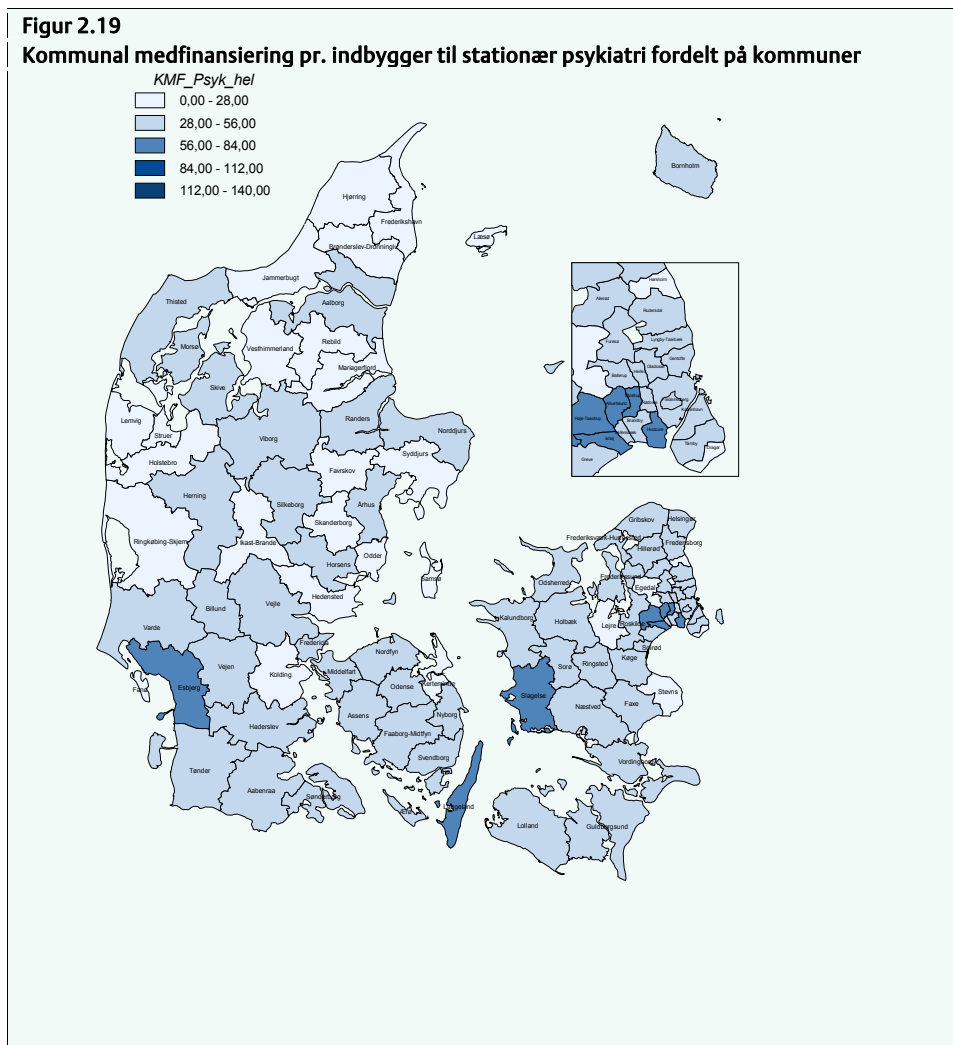 Figur 2.19
Kommunal medfinansiering pr. indbygger til stationær psykiatri fordelt på kommuner
KMF_Psyk_hel
0,00 - 28,00
28,00 - 56,00
56,00 - 84,00
84,00 - 112,00
112,00 - 140,00
Bornholm
Hjørring
Frederikshavn
Læsø
Brønderslev-Dronninglu
Jammerbugt
Thisted
Aalborg
Morsø
Vesthimmerland
Rebild
Mariagerfjord
Skive
Lemvig
Struer
Randers
Norddjurs
Viborg
Syddjurs
Holstebro
Favrskov
Herning
Silkeborg
Århus
Skanderborg
Ringkøbing-Skjern
Ikast-Brande
Odder
Horsens
Samsø
Hedensted
Billund
Vejle
Varde
Fredericia
Vejen
Kolding
Esbjerg
Fanø
Haderslev
Tønder
Aabenraa
Sønderborg
Nordfyn
Middelfart
Odense
Kerteminde
Assens
Nyborg
Faaborg-Midtfyn
Svendborg
Langeland
Hørsholm
Allerød
Rudersdal
Furesø
Lyngby-Taarbæk
Gentofte
Gladsaxe
Ballerup
Herlev
Rødovre
København
Albertslund
Høje-Taastrup
Brøndby
Hvidovre
Ishøj
Greve
Tårnby
Dragør
Gribskov
Helsingør
Hillerød
Fredensborg
Odsherred
Egedal
Kalundborg
Holbæk
Lejre
Roskilde
Solrød
Køge
Sorø
Ringsted
Slagelse
Stevns
Næstved
Faxe
Vordingborg
Lolland
Guldborgsund